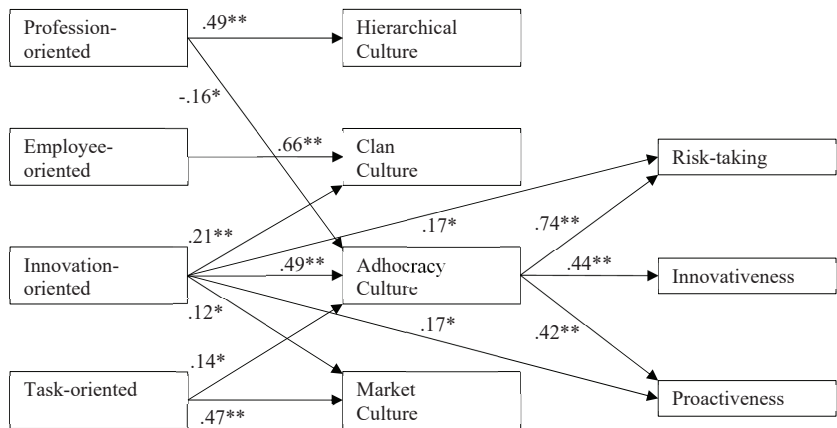 Profession-
oriented
.49**
Hierarchical
Culture
-.16*
Employee-
oriented
.66**
Clan
Culture
Risk-taking
.21**
.17*
.74**
Innovation-
oriented
.49**
Adhocracy
Culture
.44**
Innovativeness
.12*
.17*
.42**
.14*
Task-oriented
.47**
Market
Culture
Proactiveness